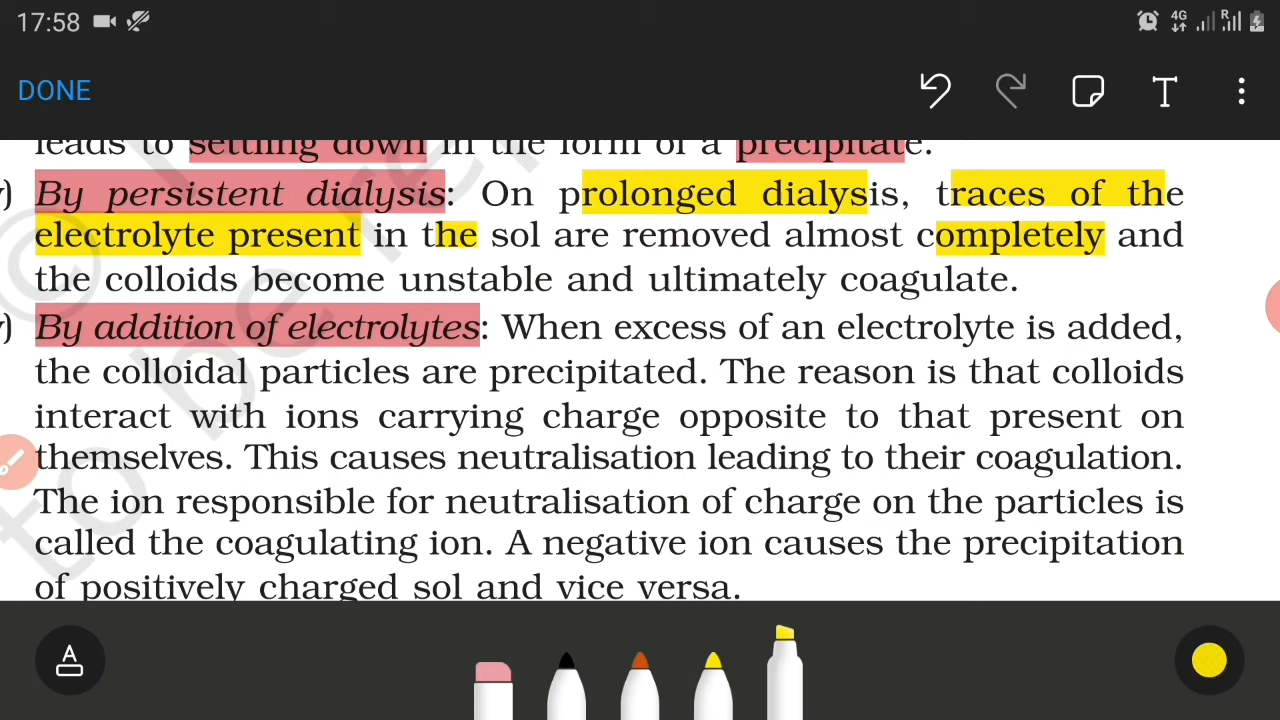 17:58
4G
R
DONE
T
leads to settling down in the form of a precipitate.
) By persistent dialysis: On prolonged dialysis, traces of the
electrolyte present in the sol are removed almost completely and
the colloids become unstable and ultimately coagulate.
) By addition of electrolytes: When excess of an electrolyte is added,
the colloidal particles are precipitated. The reason is that colloids
interact with ions carrying charge opposite to that present on
themselves. This causes neutralisation leading to their coagulation.
The ion responsible for neutralisation of charge on the particles is
called the coagulating ion. A negative ion causes the precipitation
of positively charged sol and vice versa.
©
to be re
A